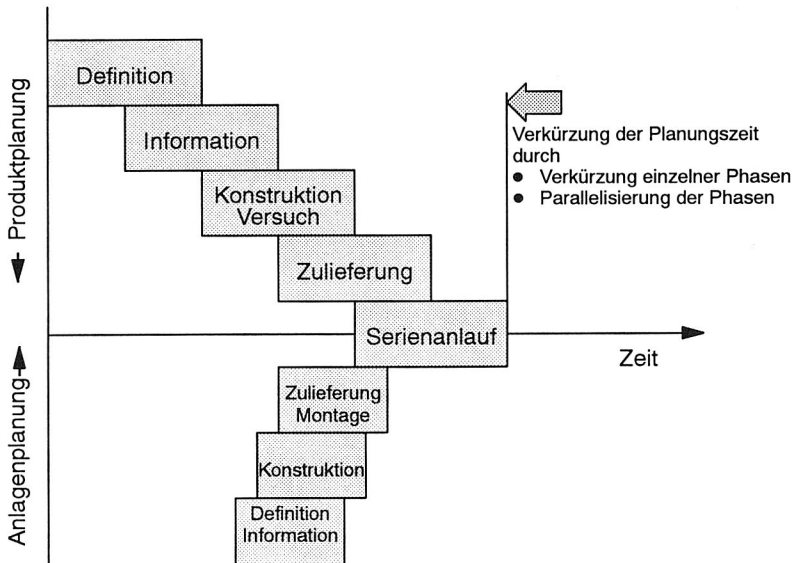 Produktplanung
Definition
Information
Konstruktion
Versuch
Zulieferung
Serienanlauf
Verkürzung der Planungszeit
durch
● Verkürzung einzelner Phasen
● Parallelisierung der Phasen
Zeit
Anlagenplanung
Zulieferung
Montage
Konstruktion
Definition
Information